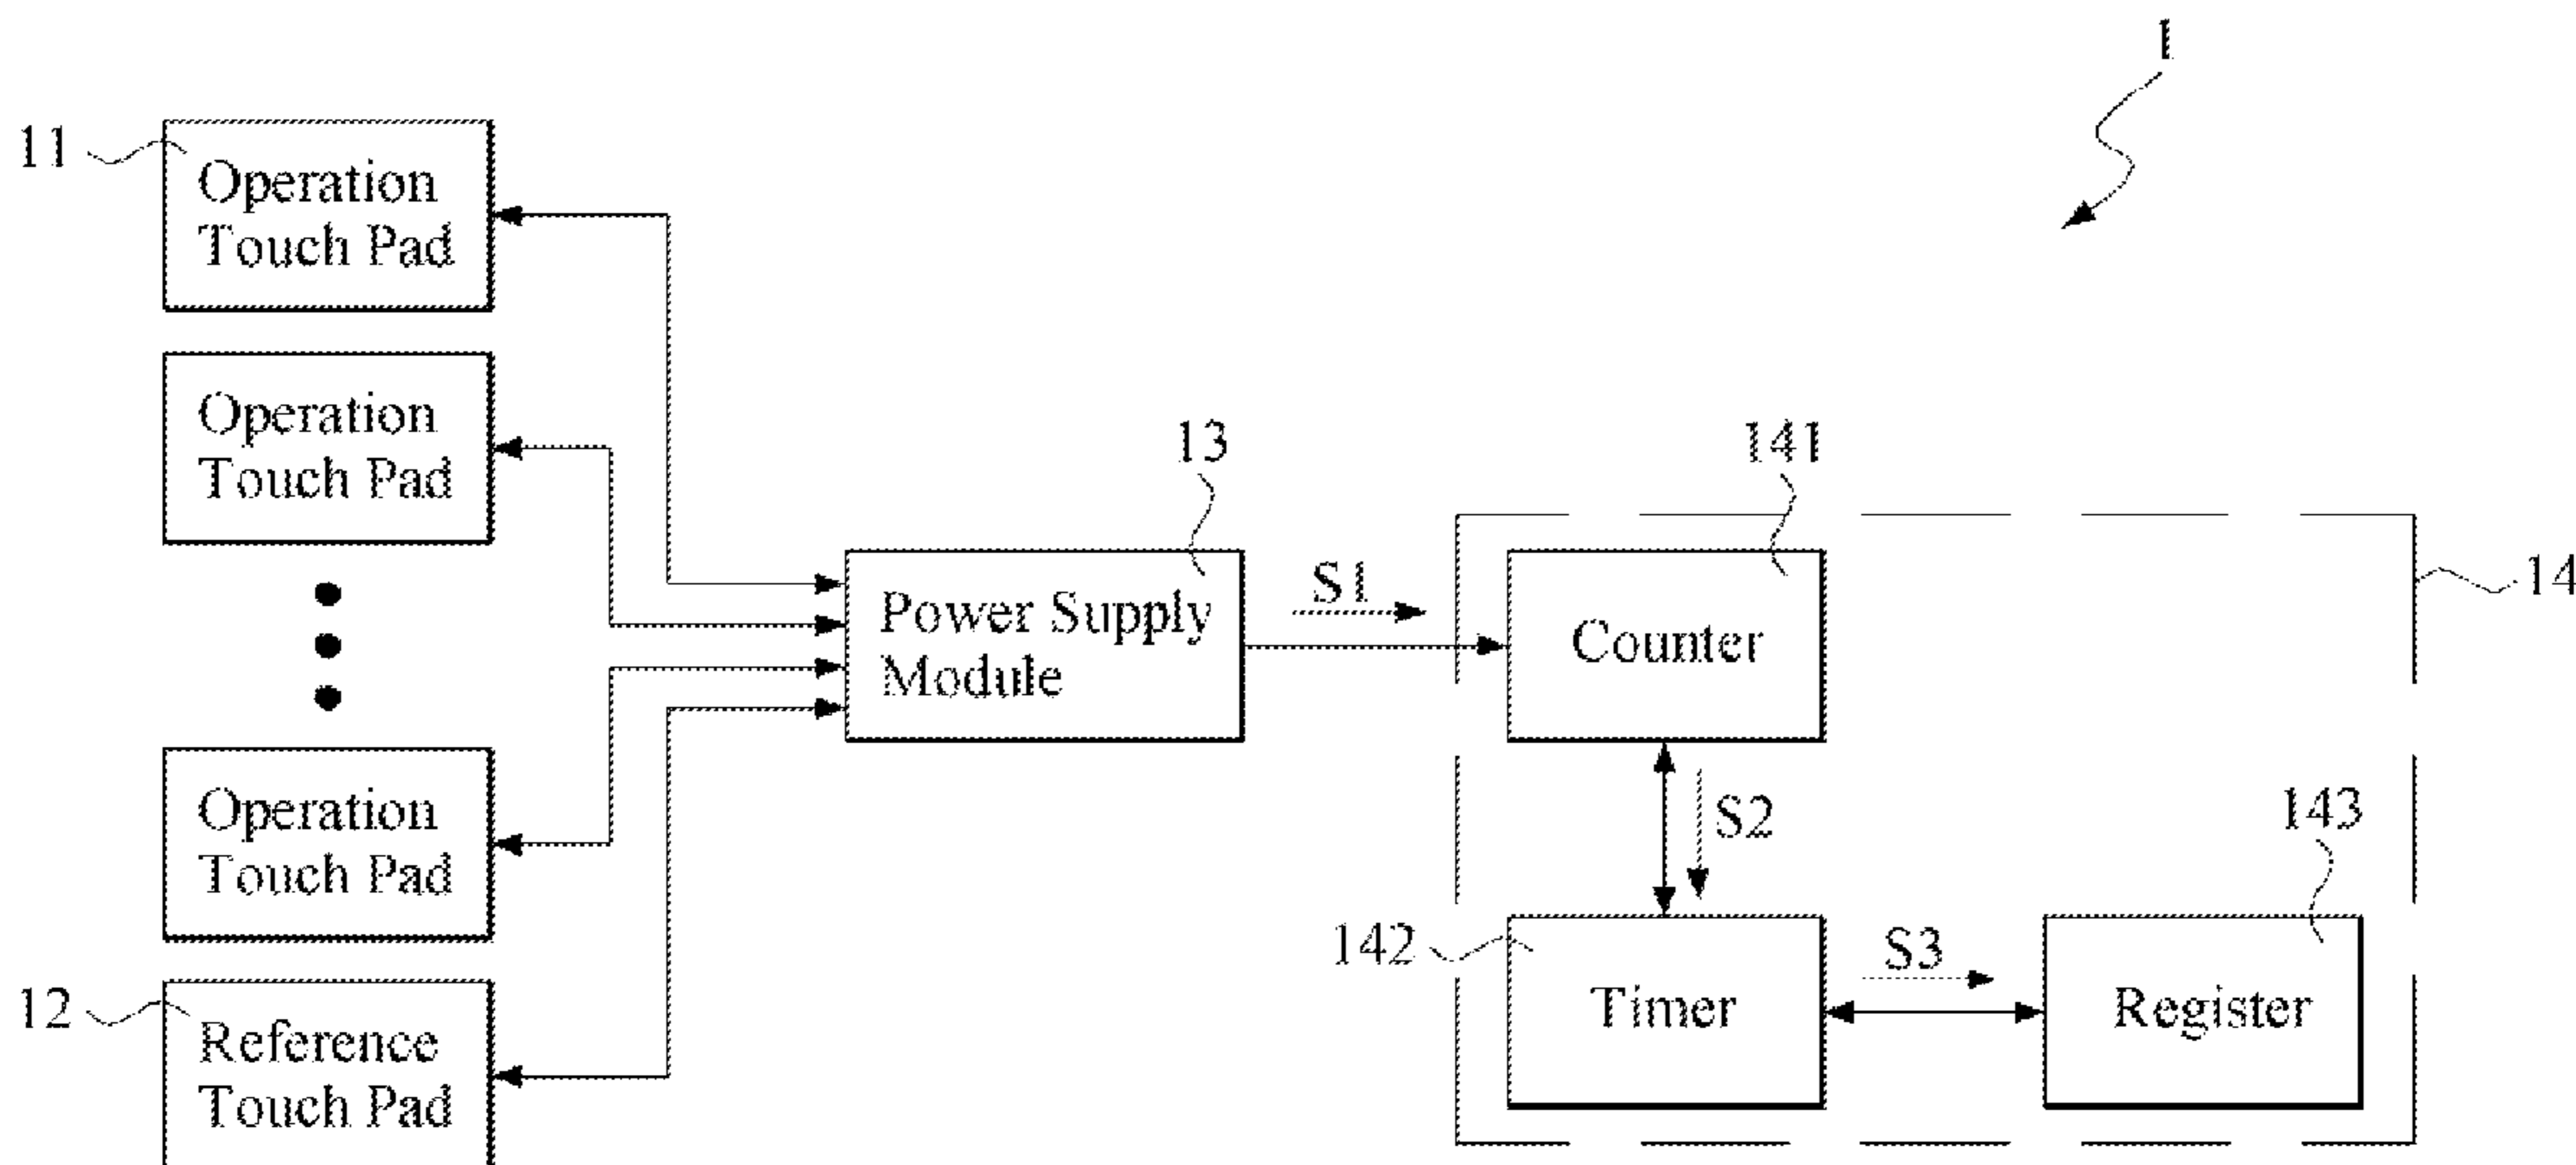 1
11
Operation
Touch Pad
Operation
Touch Pad
13
141
Power Supply
Module
S1
Counter
14
S2
143
Operation
Touch Pad
142
Timer
S3
Register
12
Reference
Touch Pad